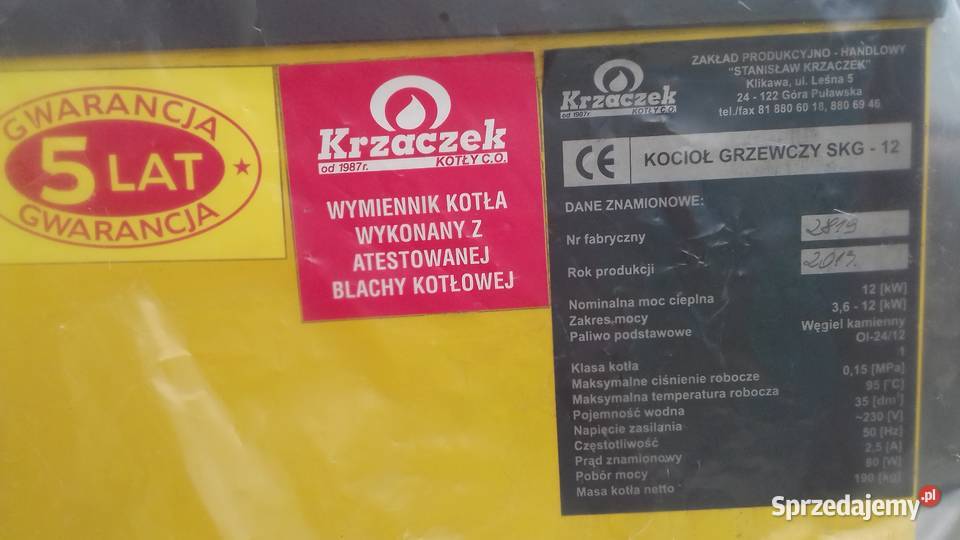 GWARANCJA
5 LAT
GWARANCJA
Krzaczek
od 1987r. KOTŁY C.O.
WYMIENNIK KOTŁA
WYKONANY Z
ATESTOWANEJ
BLACHY KOTŁOWEJ
Krzaczek
od 1987r. KOTŁY C.O.
ZAKŁAD PRODUKCYJNO - HANDLOWY
"STANISŁAW KRZACZEK"
Klikawa, ul. Leśna 5
24 - 122 Góra Puławska
tel./fax 81 880 60 18, 880 69 46
CE KOCIOŁ GRZEWCZY SKG - 12
DANE ZNAMIONOWE:
Nr fabryczny 2819
Rok produkcji 2013.
Nominalna moc cieplna 12 [kW]
Zakres mocy 3,6 - 12 [kW]
Paliwo podstawowe Węgiel kamienny
OI-24/12
Klasa kotła 1
Maksymalne ciśnienie robocze 0,15 [MPa]
Maksymalna temperatura robocza 95 [°C]
Pojemność wodna 35 [dm³]
Napięcie zasilania ~230 [V]
Częstotliwość 50 [Hz]
Prąd znamionowy 2,5 [A]
Pobór mocy 80 [W]
Masa kotła netto 190 [kg]
Sprzedajemy.pl